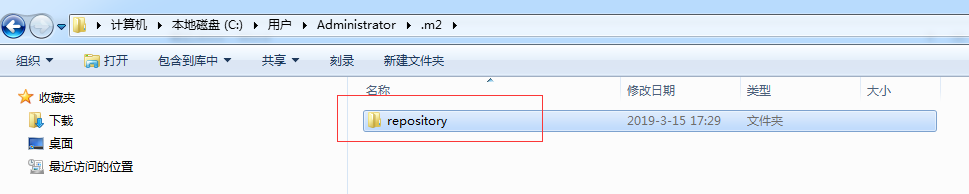 计算机 本地磁盘 (C:) 用户 Administrator .m2
组织 打开 包含到库中 共享 刻录 新建文件夹
收藏夹
下载
桌面
最近访问的位置
名称 修改日期 类型 大小
repository 2019-3-15 17:29 文件夹